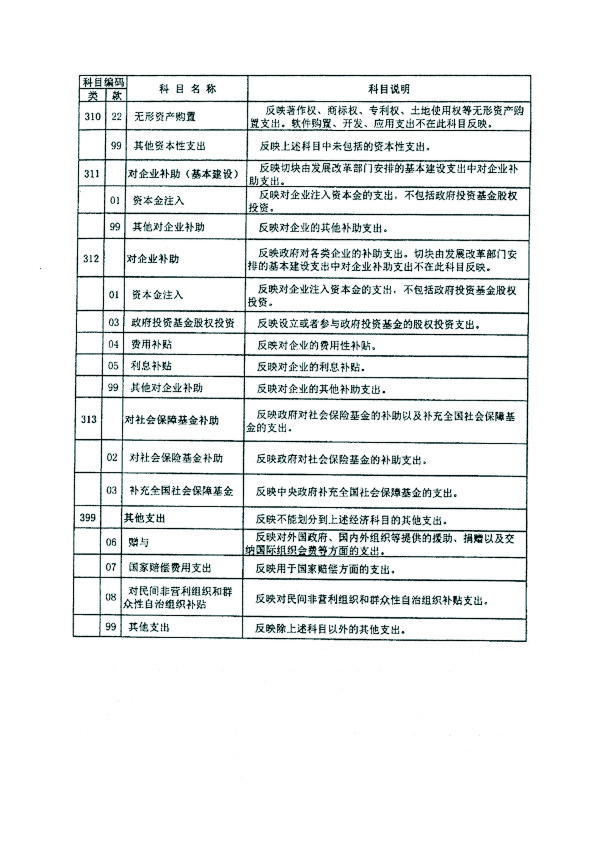 科目编码 科 目 名 称 科目说明
类 款
310 22 无形资产购置 反映著作权、商标权、专利权、土地使用权等无形资产购
置支出。软件购置、开发、应用支出不在此科目反映。
99 其他资本性支出 反映上述科目中未包括的资本性支出。
311 对企业补助（基本建设） 反映切块由发展改革部门安排的基本建设支出中对企业补
助支出。
01 资本金注入 反映对企业注入资本金的支出，不包括政府投资基金股权
投资。
99 其他对企业补助 反映对企业的其他补助支出。
312 对企业补助 反映政府对各类企业的补助支出。切块由发展改革部门安
排的基本建设支出中对企业补助支出不在此科目反映。
01 资本金注入 反映对企业注入资本金的支出，不包括政府投资基金股权
投资。
03 政府投资基金股权投资 反映设立或者参与政府投资基金的股权投资支出。
04 费用补贴 反映对企业的费用性补贴。
05 利息补贴 反映对企业的利息补贴。
99 其他对企业补助 反映对企业的其他补助支出。
313 对社会保障基金补助 反映政府对社会保险基金的补助以及补充全国社会保障基
金的支出。
02 对社会保险基金补助 反映政府对社会保险基金的补助支出。
03 补充全国社会保障基金 反映中央政府补充全国社会保障基金的支出。
399 其他支出 反映不能划分到上述经济科目的其他支出。
06 赠与 反映对外国政府、国内外组织等提供的援助、捐赠以及交
纳国际组织会费等方面的支出。
07 国家赔偿费用支出 反映用于国家赔偿方面的支出。
08 对民间非营利组织和群
众性自治组织补贴 反映对民间非营利组织和群众性自治组织补贴支出。
99 其他支出 反映除上述科目以外的其他支出。